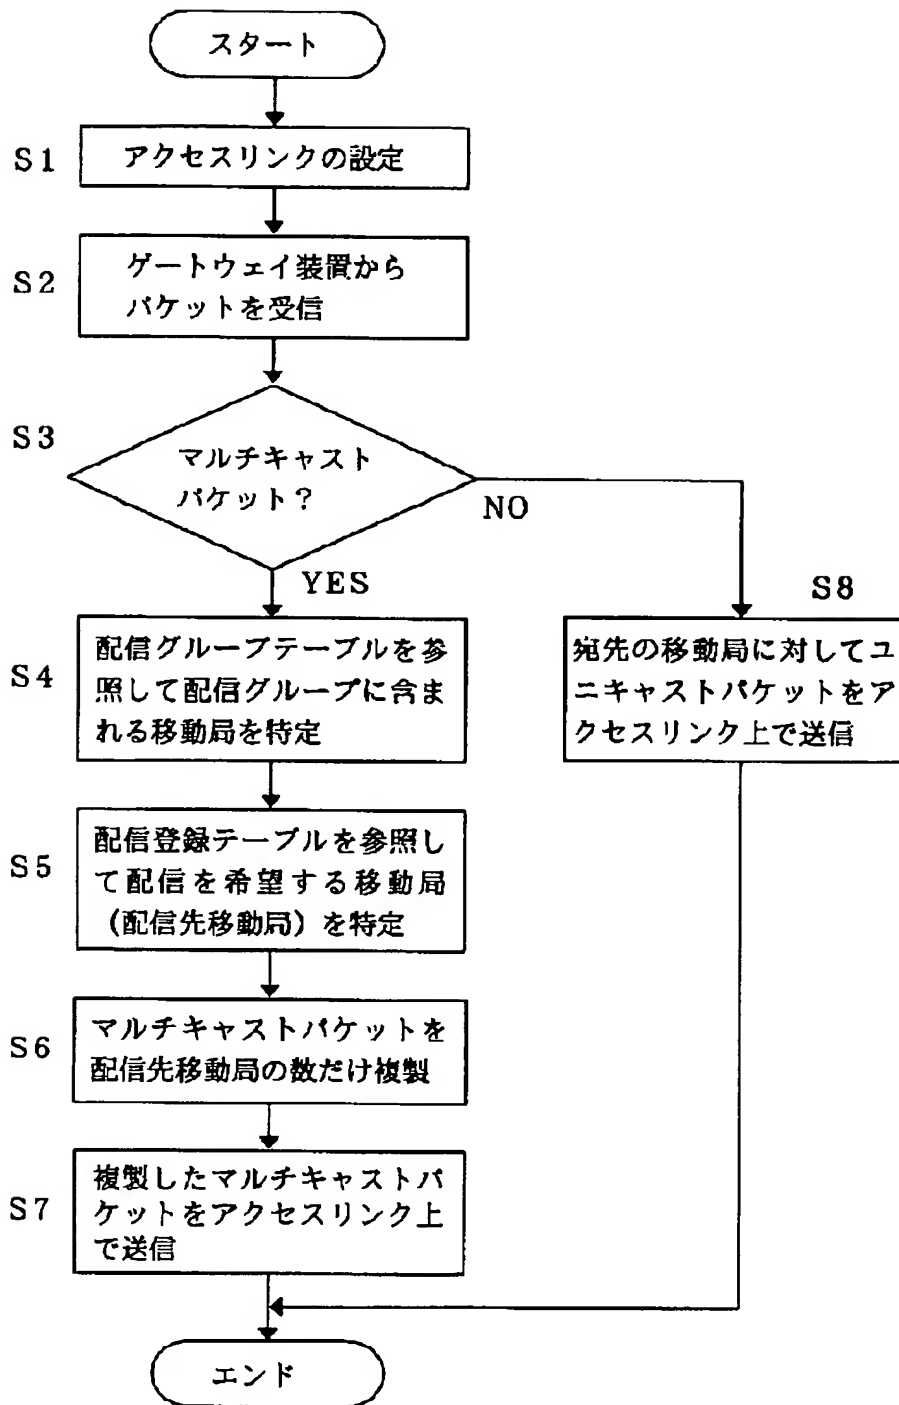 スタート
S1
アクセスリンクの設定
S2
ゲートウェイ装置から
パケットを受信
S3
マルチキャスト
パケット？
NO
YES
S4
配信グループテーブルを参
照して配信グループに含ま
れる移動局を特定
S8
宛先の移動局に対してユ
ニキャストパケットをア
クセスリンク上で送信
S5
配信登録テーブルを参照し
て配信を希望する移動局
（配信先移動局）を特定
S6
マルチキャストパケットを
配信先移動局の数だけ複製
S7
複製したマルチキャストパ
ケットをアクセスリンク上
で送信
エンド